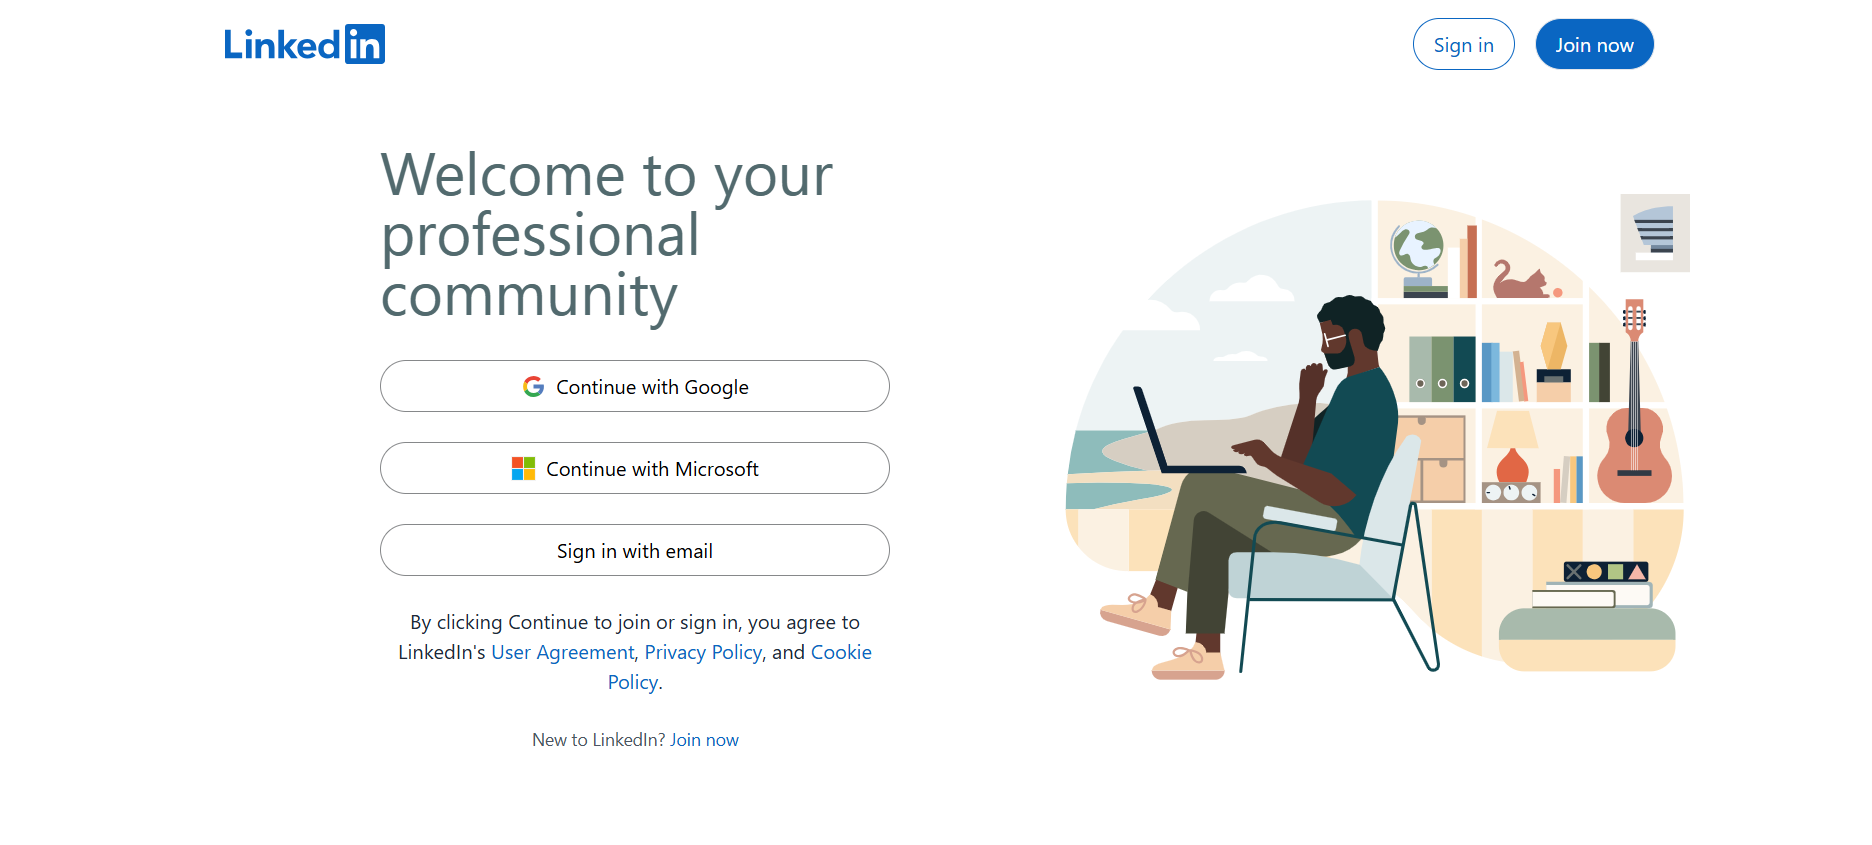 Linkedin
Sign in
Join now
Welcome to your
professional
community
Continue with Google
Continue with Microsoft
Sign in with email
By clicking Continue to join or sign in, you agree to
LinkedIn's User Agreement, Privacy Policy, and Cookie
Policy.
New to LinkedIn? Join now